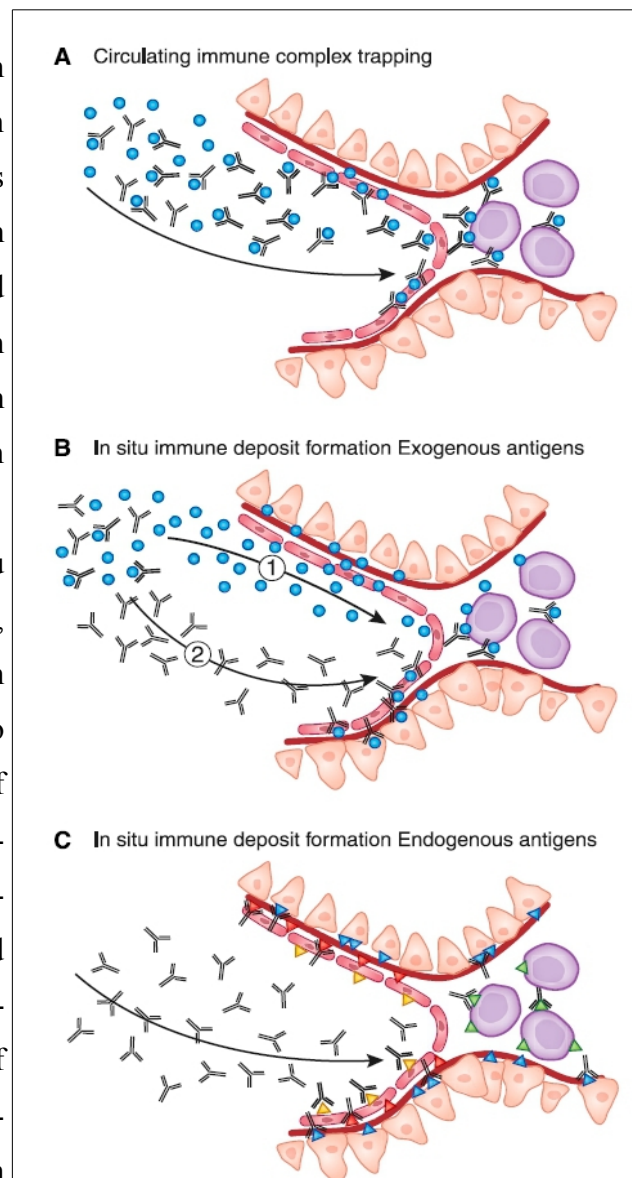 A Circulating immune complex trapping
B In situ immune deposit formation Exogenous antigens
1
2
C In situ immune deposit formation Endogenous antigens